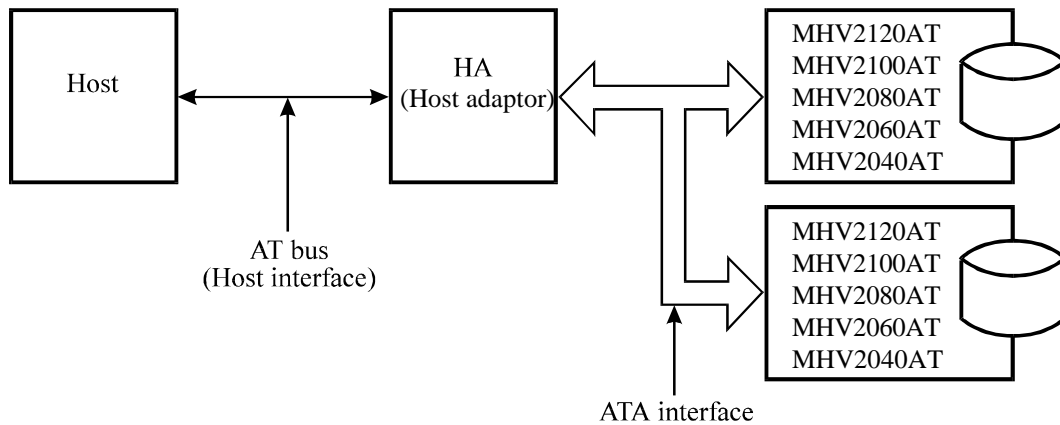 Host
HA
(Host adaptor)
AT bus
(Host interface)
MHV2120AT
MHV2100AT
MHV2080AT
MHV2060AT
MHV2040AT
MHV2120AT
MHV2100AT
MHV2080AT
MHV2060AT
MHV2040AT
ATA interface